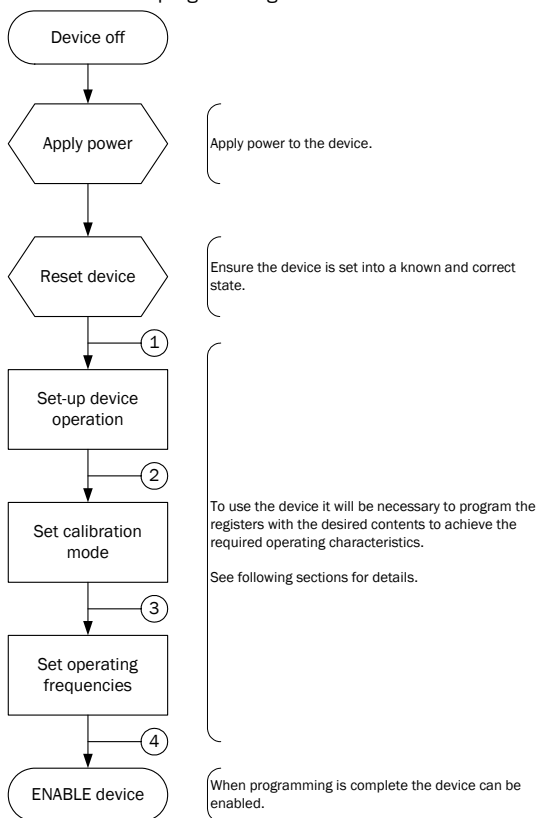 Device off
Apply power
Apply power to the device.
Reset device
Ensure the device is set into a known and correct
state.
1
Set-up device
operation
2
Set calibration
mode
To use the device it will be necessary to program the
registers with the desired contents to achieve the
required operating characteristics.
See following sections for details.
3
Set operating
frequencies
4
ENABLE device
When programming is complete the device can be
enabled.